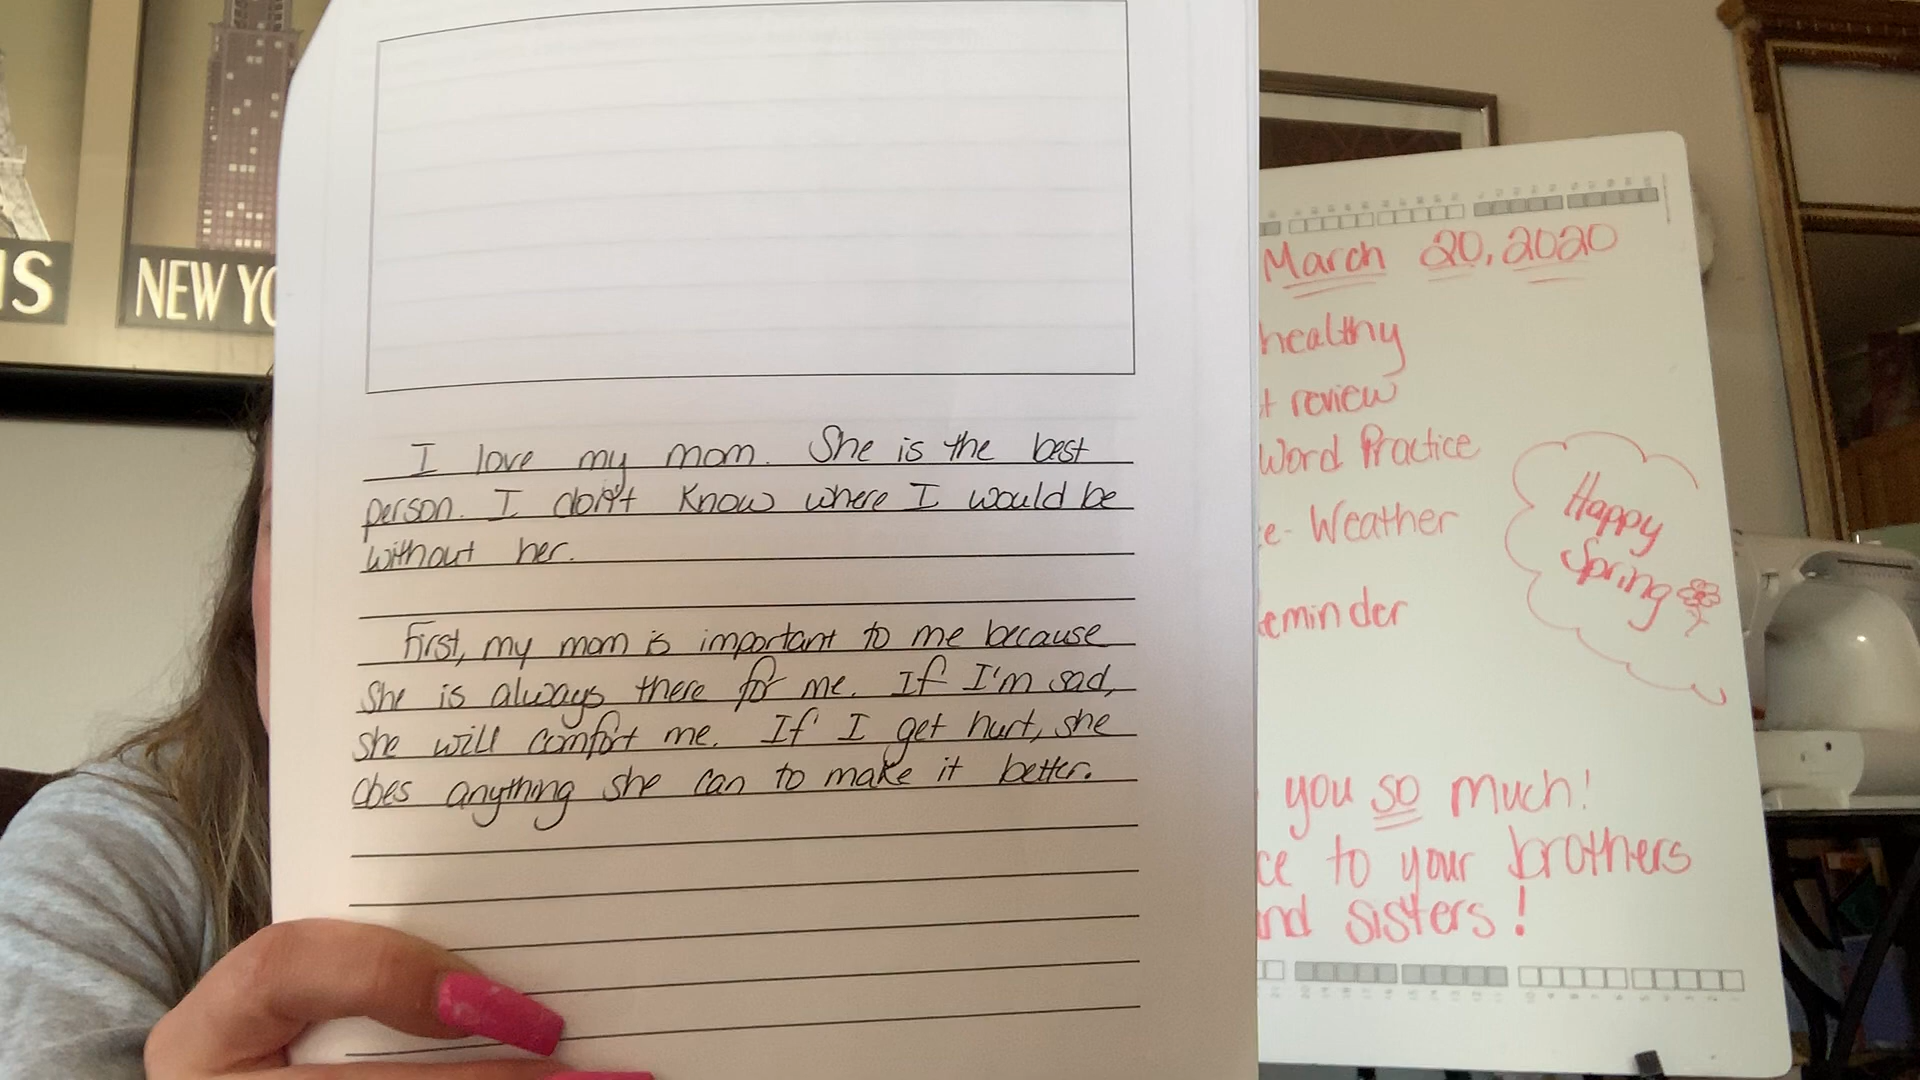 IS
NEW YO
I love my mom. She is the best
person. I don't know where I would be
without her.
First, my mom is important to me because
she is always there for me. If I'm sad,
she will comfort me. If I get hurt, she
does anything she can to make it better.
March 20, 2020
healthy
t review
Word Practice
e- Weather
eminder
Happy
Spring
you so much!
ce to your brothers
nd sisters!